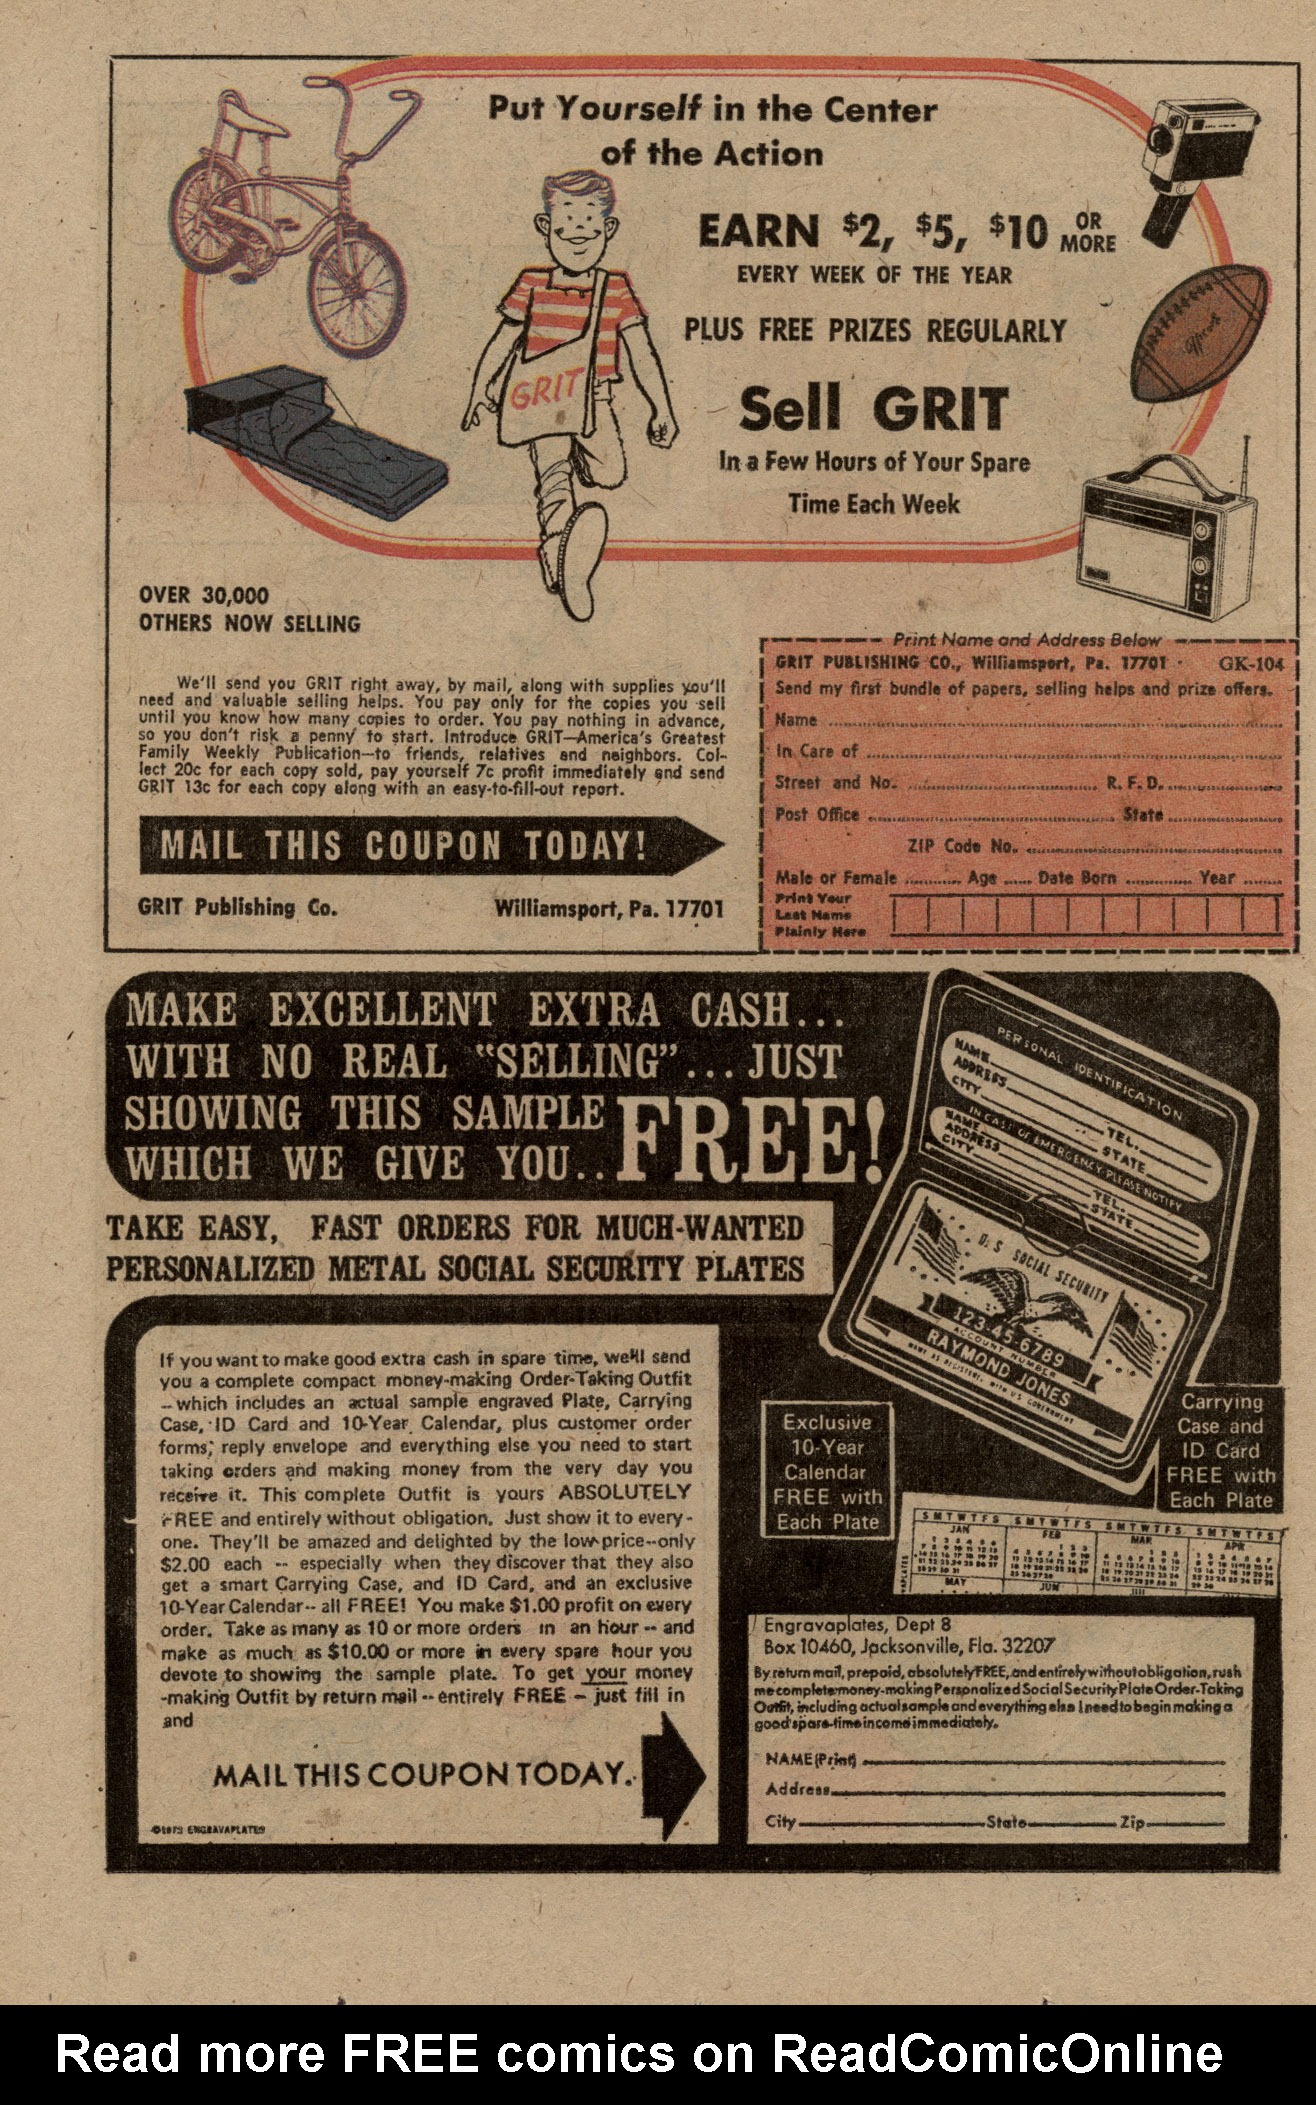 Put Yourself in the Center
of the Action
EARN $2, $5, $10 OR MORE
EVERY WEEK OF THE YEAR
PLUS FREE PRIZES REGULARLY
Sell GRIT
In a Few Hours of Your Spare
Time Each Week
GRIT
OVER 30,000
OTHERS NOW SELLING
We'll send you GRIT right away, by mail, along with supplies you'll
need and valuable selling helps. You pay only for the copies you sell
until you know how many copies to order. You pay nothing in advance,
so you don't risk a penny to start. Introduce GRIT—America's Greatest
Family Weekly Publication—to friends, relatives and neighbors. Col-
lect 20c for each copy sold, pay yourself 7c profit immediately and send
GRIT 13c for each copy along with an easy-to-fill-out report.
MAIL THIS COUPON TODAY!
GRIT Publishing Co. Williamsport, Pa. 17701
Print Name and Address Below
GRIT PUBLISHING CO., Williamsport, Pa. 17701 · GK-104
Send my first bundle of papers, selling helps and prize offers.
Name
In Care of
Street and No. R. F. D.
Post Office State
ZIP Code No.
Male or Female Age Date Born Year
Print Your
Last Name
Plainly Here
MAKE EXCELLENT EXTRA CASH...
WITH NO REAL "SELLING"...JUST
SHOWING THIS SAMPLE
WHICH WE GIVE YOU.. FREE!
TAKE EASY, FAST ORDERS FOR MUCH-WANTED
PERSONALIZED METAL SOCIAL SECURITY PLATES
PERSONAL IDENTIFICATION
NAME
ADDRESS TEL.
CITY STATE
IN CASE OF EMERGENCY PLEASE NOTIFY
NAME
ADDRESS TEL.
CITY STATE
U. S SOCIAL SECURITY
123-45-6789
ACCOUNT NUMBER
RAYMOND JONES
If you want to make good extra cash in spare time, we'll send
you a complete compact money-making Order-Taking Outfit
-- which includes an actual sample engraved Plate, Carrying
Case, ID Card and 10-Year Calendar, plus customer order
forms, reply envelope and everything else you need to start
taking orders and making money from the very day you
receive it. This complete Outfit is yours ABSOLUTELY
FREE and entirely without obligation. Just show it to every-
one. They'll be amazed and delighted by the low price--only
$2.00 each -- especially when they discover that they also
get a smart Carrying Case, and ID Card, and an exclusive
10-Year Calendar-- all FREE! You make $1.00 profit on every
order. Take as many as 10 or more orders in an hour -- and
make as much as $10.00 or more in every spare hour you
devote to showing the sample plate. To get your money
-making Outfit by return mail -- entirely FREE – just fill in
and
MAIL THIS COUPON TODAY.
©1973 ENGRAVAPLATES
Exclusive
10-Year
Calendar
FREE with
Each Plate
Carrying
Case and
ID Card
FREE with
Each Plate
S M T W T F S S M T W T F S S M T W T F S S M T W T F S
JAN FEB MAR APR
MAY JUN
Engravaplates, Dept 8
Box 10460, Jacksonville, Fla. 32207
By return mail, prepaid, absolutely FREE, and entirely without obligation, rush
me complete money-making Personalized Social Security Plate Order-Taking
Outfit, including actual sample and everything else I need to begin making a
good spare-time income immediately.
NAME (Print)
Address
City State Zip
Read more FREE comics on ReadComicOnline